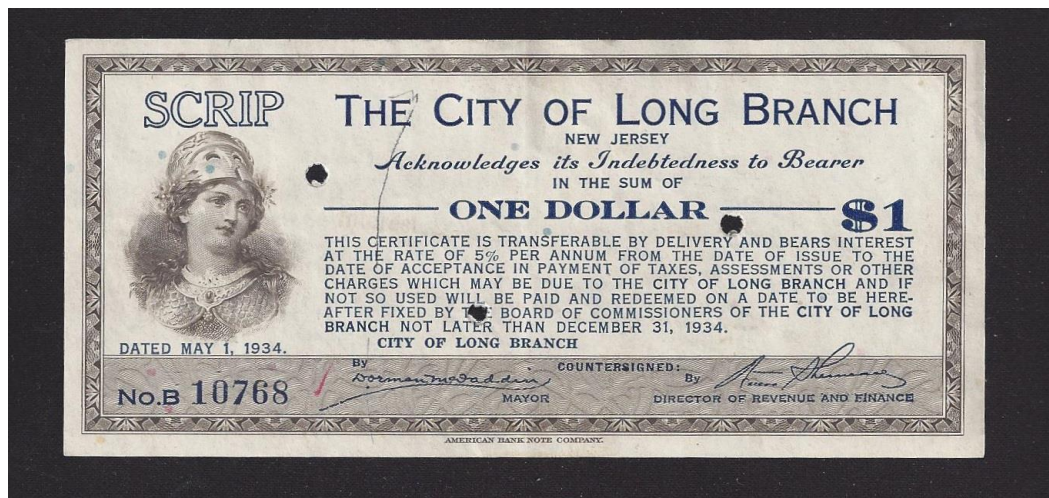 SCRIP
THE CITY OF LONG BRANCH
NEW JERSEY
Acknowledges its Indebtedness to Bearer
IN THE SUM OF
ONE DOLLAR $1
THIS CERTIFICATE IS TRANSFERABLE BY DELIVERY AND BEARS INTEREST
AT THE RATE OF 5% PER ANNUM FROM THE DATE OF ISSUE TO THE
DATE OF ACCEPTANCE IN PAYMENT OF TAXES, ASSESSMENTS OR OTHER
CHARGES WHICH MAY BE DUE TO THE CITY OF LONG BRANCH AND IF
NOT SO USED WILL BE PAID AND REDEEMED ON A DATE TO BE HERE-
AFTER FIXED BY THE BOARD OF COMMISSIONERS OF THE CITY OF LONG
BRANCH NOT LATER THAN DECEMBER 31, 1934.
DATED MAY 1, 1934.
CITY OF LONG BRANCH
By Dorman McFaddin
MAYOR
COUNTERSIGNED:
By
DIRECTOR OF REVENUE AND FINANCE
No.B 10768
AMERICAN BANK NOTE COMPANY.